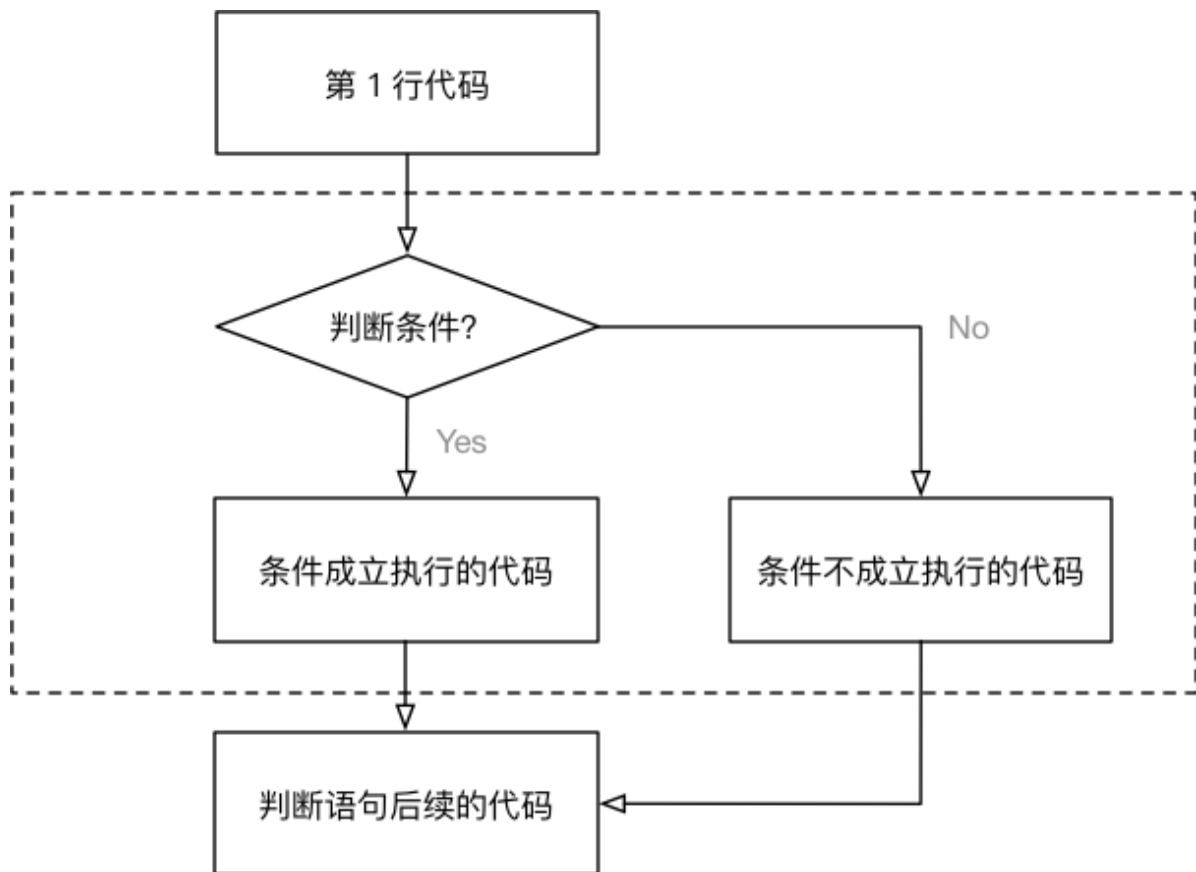 第 1 行代码
判断条件?
No
Yes
条件成立执行的代码
条件不成立执行的代码
判断语句后续的代码